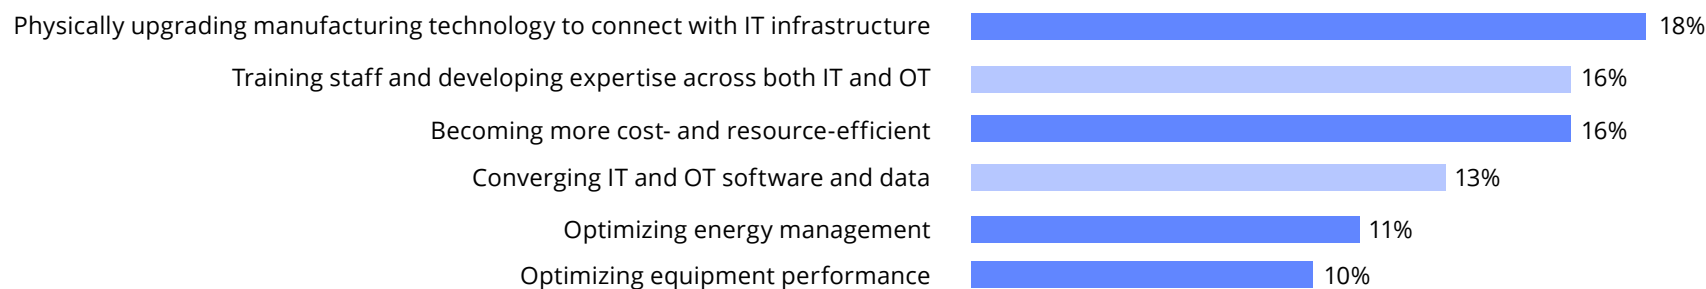 Physically upgrading manufacturing technology to connect with IT infrastructure 18%
Training staff and developing expertise across both IT and OT 16%
Becoming more cost- and resource-efficient 16%
Converging IT and OT software and data 13%
Optimizing energy management 11%
Optimizing equipment performance 10%